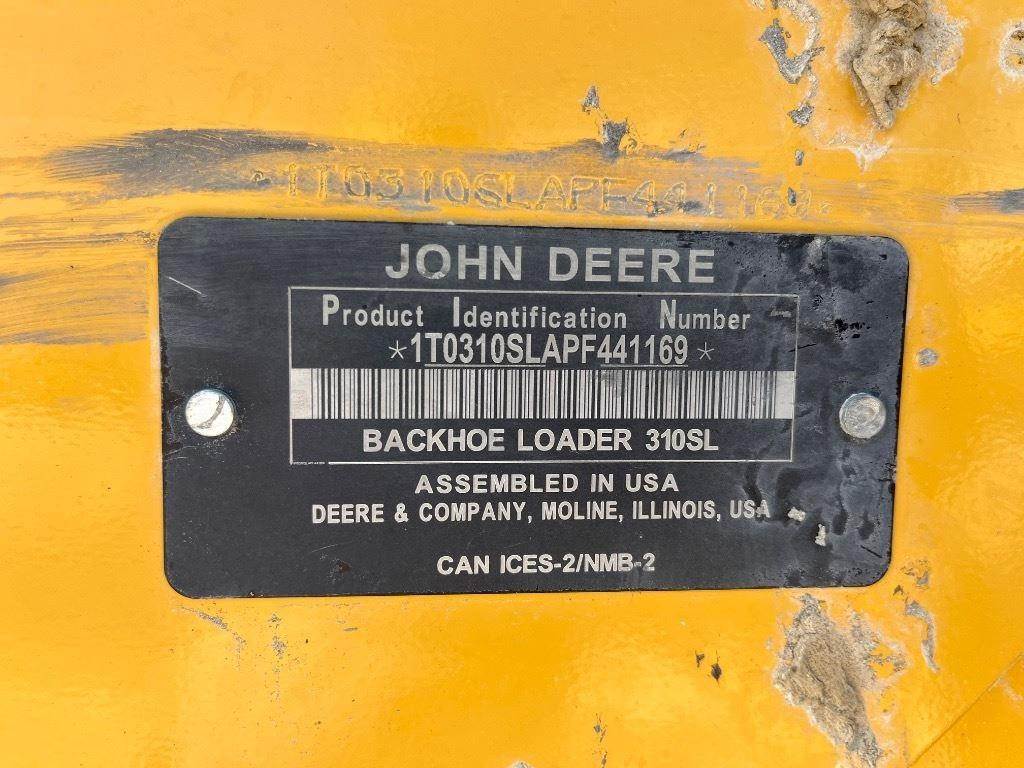 *1T0310SLAPF441169*
JOHN DEERE
Product Identification Number
*1T0310SLAPF441169*
BACKHOE LOADER 310SL
ASSEMBLED IN USA
DEERE & COMPANY, MOLINE, ILLINOIS, USA
CAN ICES-2/NMB-2